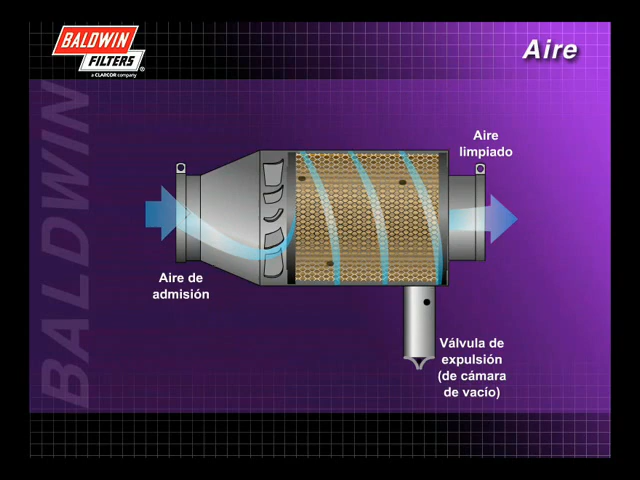 BALDWIN
FILTERS
®
a CLARCOR company
Aire
BALDWIN
Aire
limpiado
Aire de
admisión
Válvula de
expulsión
(de cámara
de vacío)